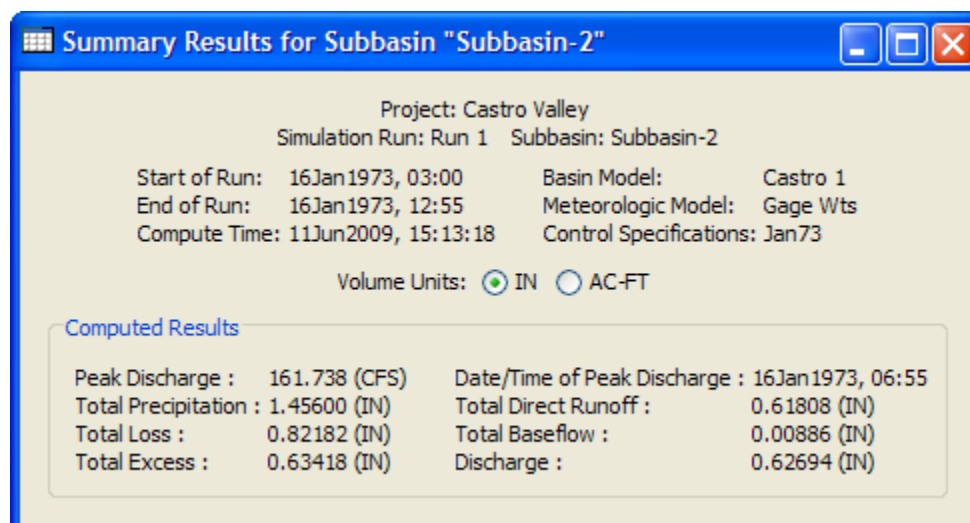 Summary Results for Subbasin "Subbasin-2"
Project: Castro Valley
Simulation Run: Run 1 Subbasin: Subbasin-2
Start of Run: 16Jan1973, 03:00 Basin Model: Castro 1
End of Run: 16Jan1973, 12:55 Meteorologic Model: Gage Wts
Compute Time: 11Jun2009, 15:13:18 Control Specifications: Jan73
Volume Units: IN AC-FT
Computed Results
Peak Discharge : 161.738 (CFS) Date/Time of Peak Discharge : 16Jan1973, 06:55
Total Precipitation : 1.45600 (IN) Total Direct Runoff : 0.61808 (IN)
Total Loss : 0.82182 (IN) Total Baseflow : 0.00886 (IN)
Total Excess : 0.63418 (IN) Discharge : 0.62694 (IN)